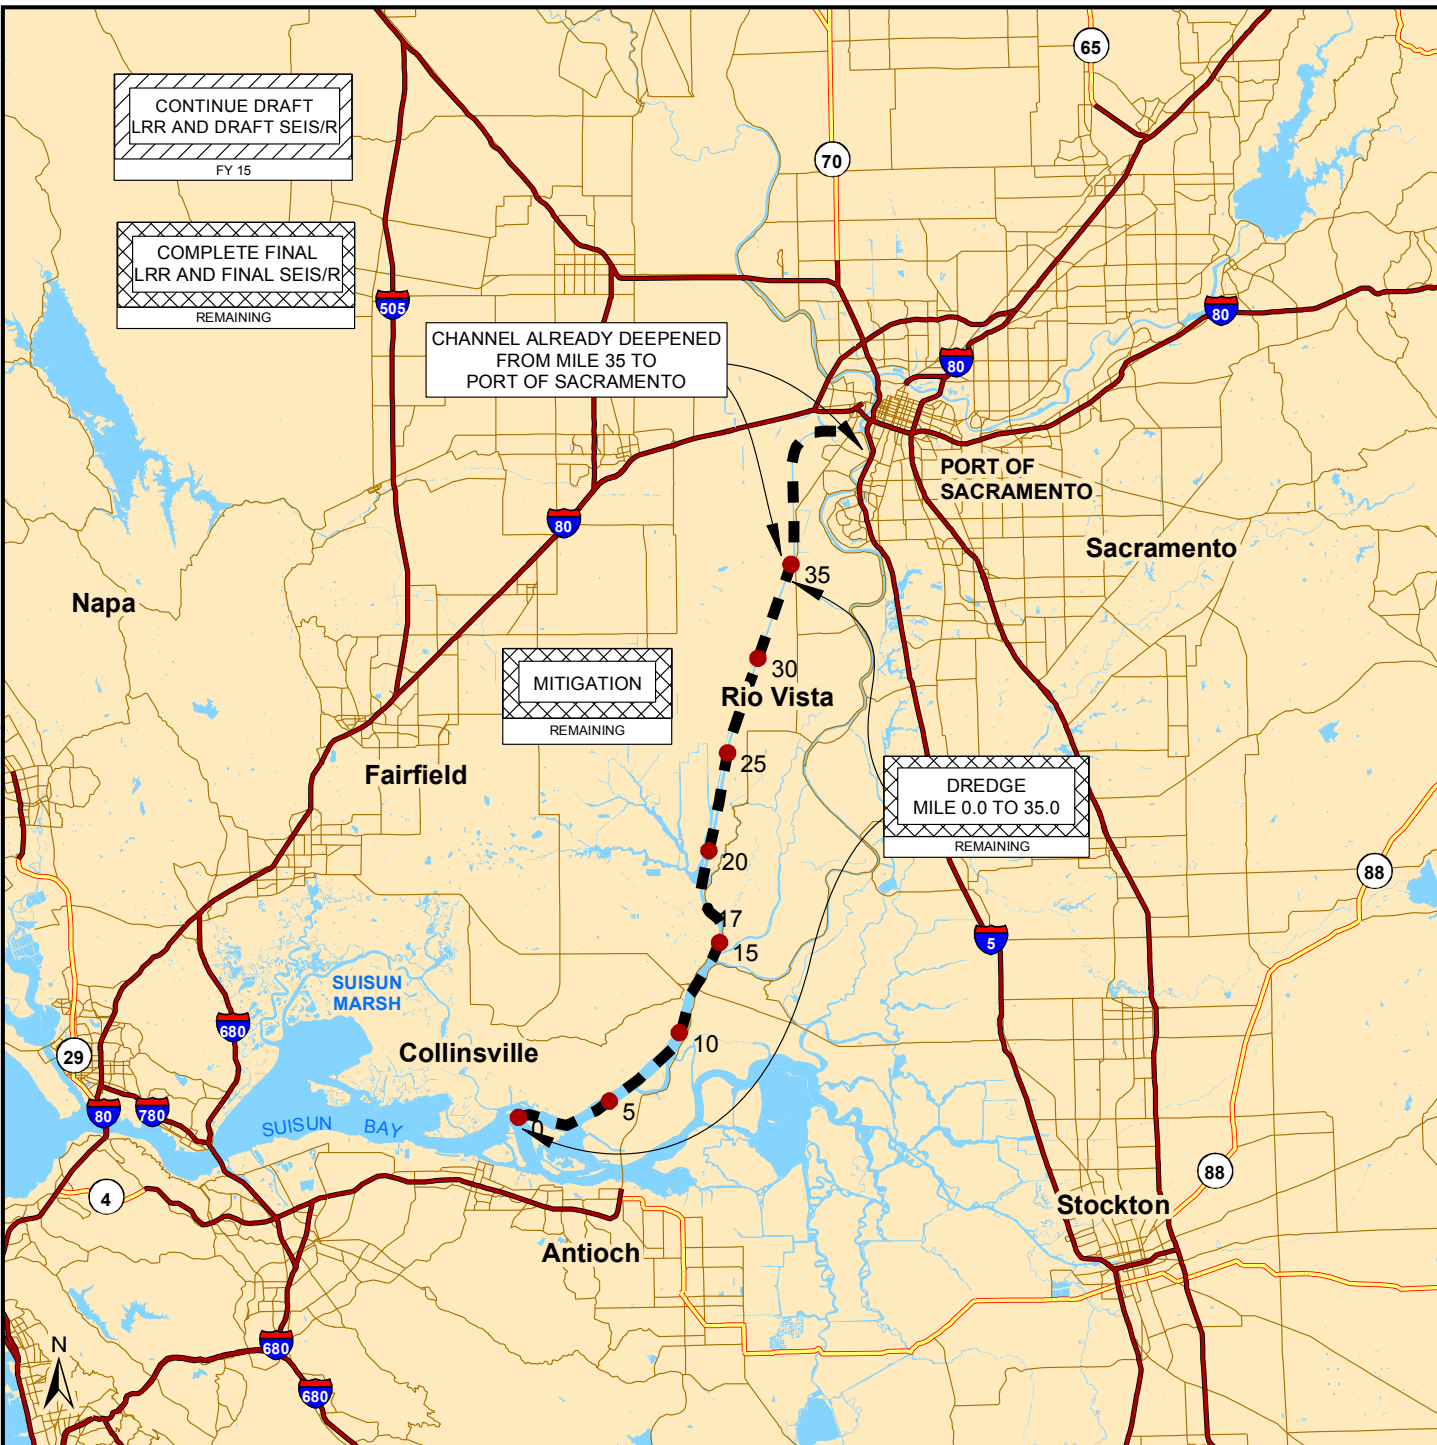 65
CONTINUE DRAFT
LRR AND DRAFT SEIS/R
FY 15
70
COMPLETE FINAL
LRR AND FINAL SEIS/R
REMAINING
505
80
CHANNEL ALREADY DEEPENED
FROM MILE 35 TO
PORT OF SACRAMENTO
80
PORT OF
SACRAMENTO
80
Sacramento
35
Napa
MITIGATION
REMAINING
30
Rio Vista
25
Fairfield
DREDGE
MILE 0.0 TO 35.0
REMAINING
20
88
17
15
5
SUISUN
MARSH
680
10
Collinsville
29
80
780
5
0
SUISUN BAY
88
4
Stockton
Antioch
N
680
680